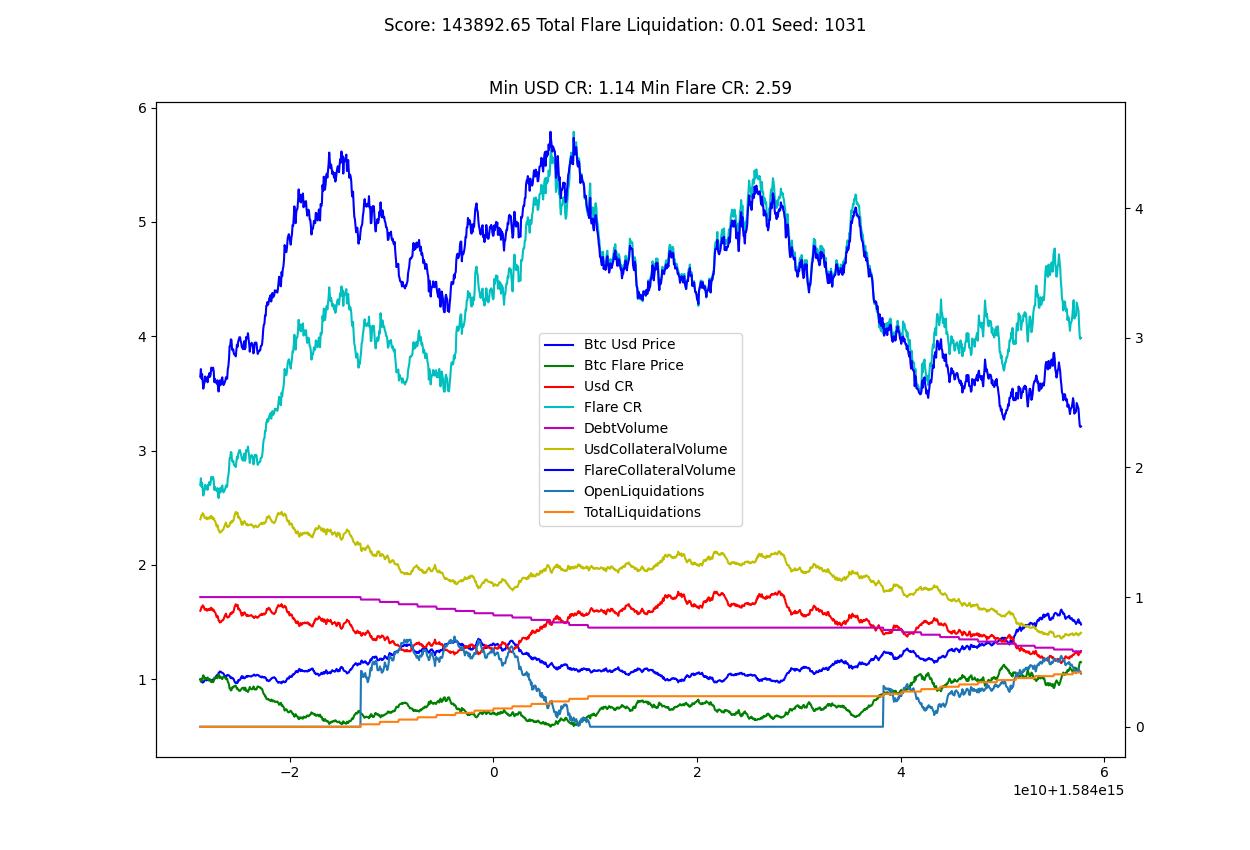 Score: 143892.65 Total Flare Liquidation: 0.01 Seed: 1031
Min USD CR: 1.14 Min Flare CR: 2.59
6
5
4
3
2
1
4
3
2
1
0
Btc Usd Price
Btc Flare Price
Usd CR
Flare CR
DebtVolume
UsdCollateralVolume
FlareCollateralVolume
OpenLiquidations
TotalLiquidations
−2 0 2 4 6
1e10+1.584e15